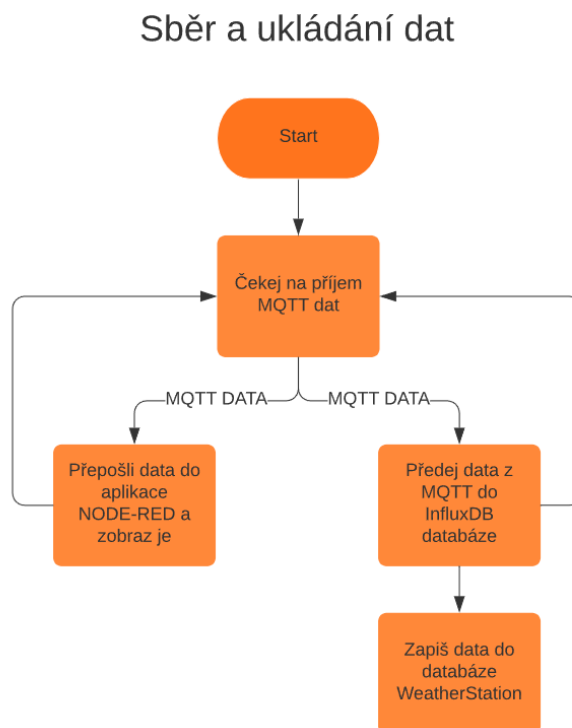 Sběr a ukládání dat
Start
Čekej na příjem
MQTT dat
MQTT DATA
MQTT DATA
Přepošli data do
aplikace
NODE-RED a
zobraz je
Předej data z
MQTT do
InfluxDB
databáze
Zapiš data do
databáze
WeatherStation